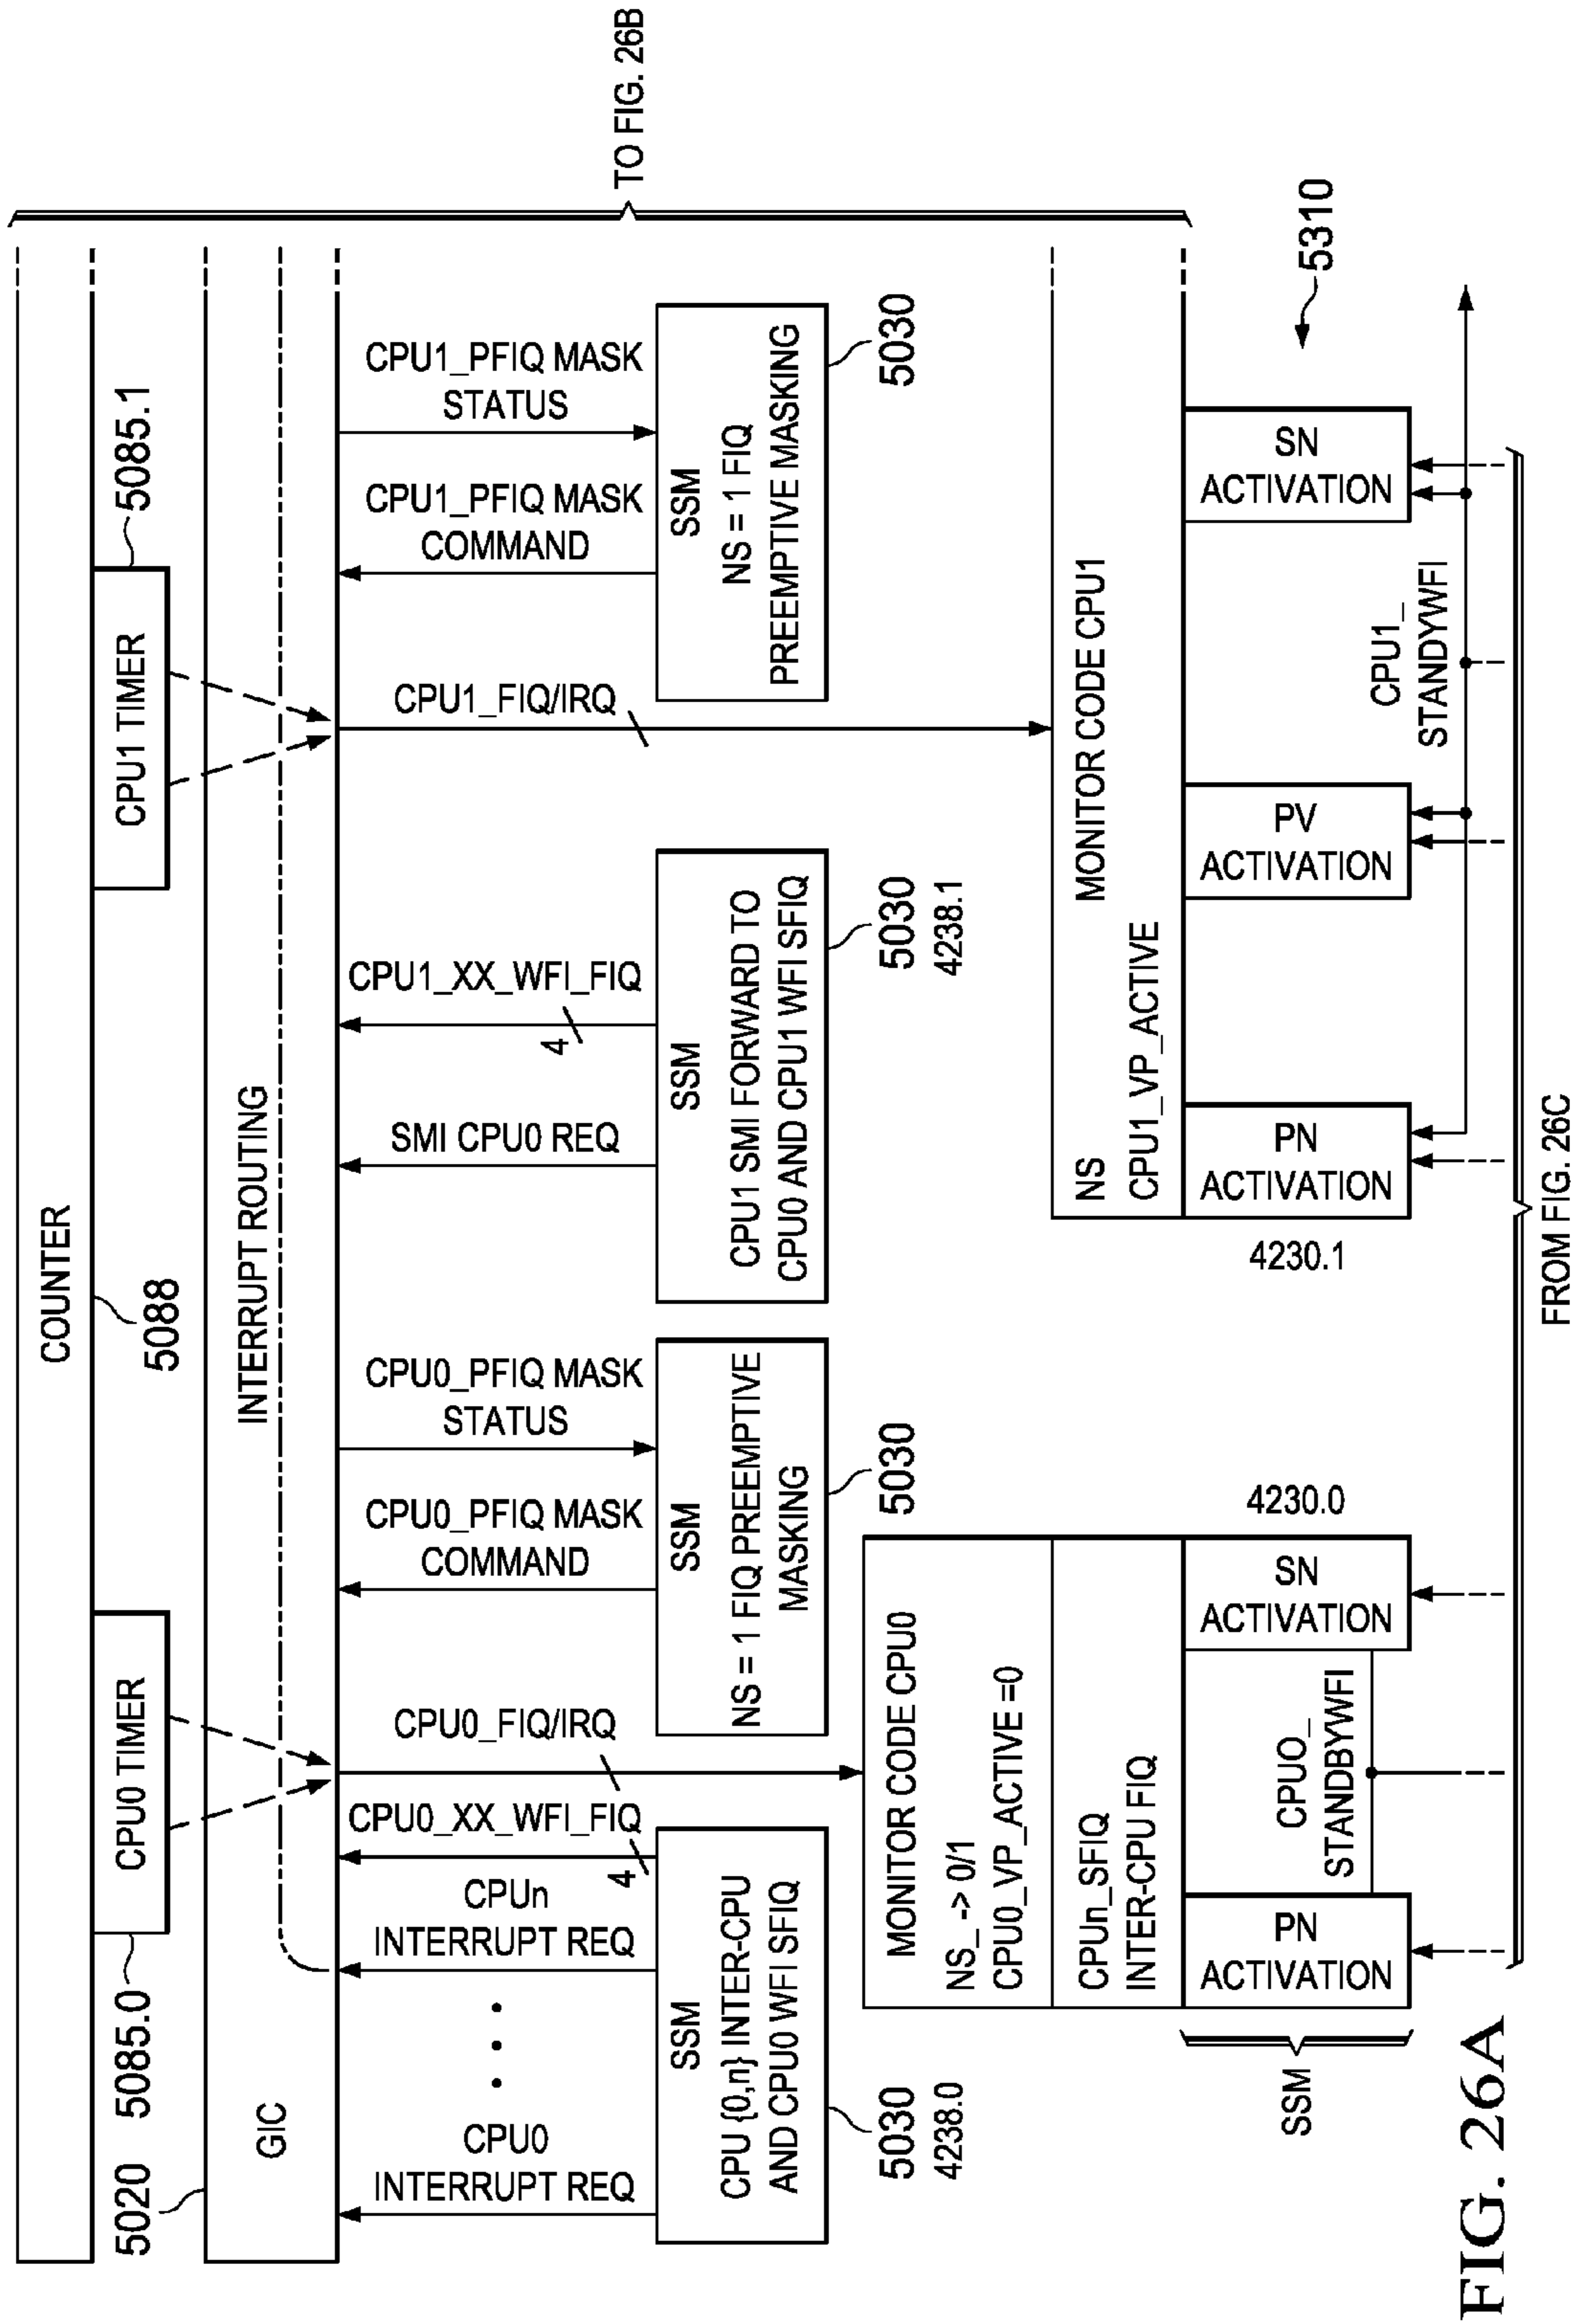 COUNTER
5088
CPU0 TIMER
5085.0
CPU1 TIMER
5085.1
5020
GIC
INTERRUPT ROUTING
TO FIG. 26B
CPU0
INTERRUPT REQ
CPUn
INTERRUPT REQ
CPU0_XX_WFI_FIQ
4
CPU0_FIQ/IRQ
CPU0_PFIQ MASK
COMMAND
CPU0_PFIQ MASK
STATUS
SMI CPU0 REQ
CPU1_XX_WFI_FIQ
4
CPU1_FIQ/IRQ
CPU1_PFIQ MASK
COMMAND
CPU1_PFIQ MASK
STATUS
SSM
CPU {0,n} INTER-CPU
AND CPU0 WFI SFIQ
5030
4238.0
SSM
NS = 1 FIQ PREEMPTIVE
MASKING
5030
SSM
CPU1 SMI FORWARD TO
CPU0 AND CPU1 WFI SFIQ
5030
4238.1
SSM
NS = 1 FIQ
PREEMPTIVE MASKING
5030
MONITOR CODE CPU0
NS_ -> 0/1
CPU0_VP_ACTIVE =0
CPUn_SFIQ
INTER-CPU FIQ
MONITOR CODE CPU1
NS
CPU1_VP_ACTIVE
SSM
PN
ACTIVATION
CPUO_
STANDBYWFI
SN
ACTIVATION
4230.0
4230.1
PN
ACTIVATION
PV
ACTIVATION
CPU1_
STANDYWFI
SN
ACTIVATION
5310
FROM FIG. 26C
FIG. 26A